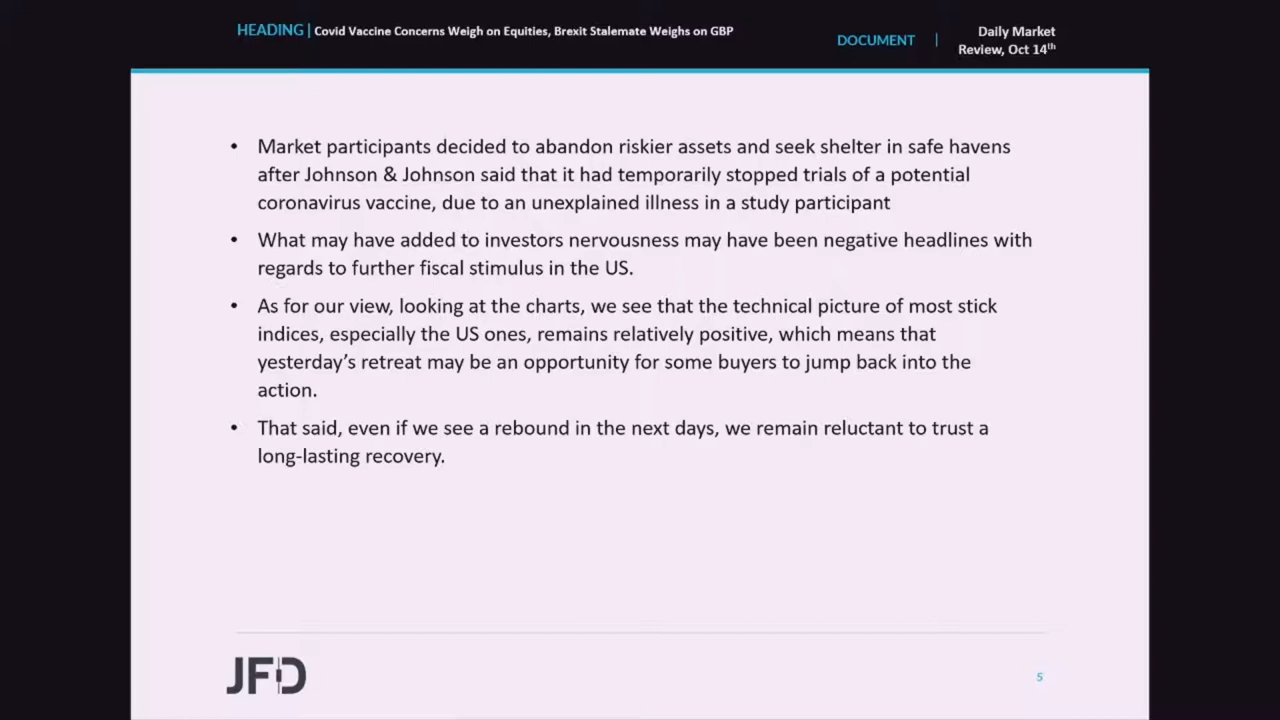 HEADING | Covid Vaccine Concerns Weigh on Equities, Brexit Stalemate Weighs on GBP
DOCUMENT |
Daily Market
Review, Oct 14th
• Market participants decided to abandon riskier assets and seek shelter in safe havens
after Johnson & Johnson said that it had temporarily stopped trials of a potential
coronavirus vaccine, due to an unexplained illness in a study participant
• What may have added to investors nervousness may have been negative headlines with
regards to further fiscal stimulus in the US.
• As for our view, looking at the charts, we see that the technical picture of most stick
indices, especially the US ones, remains relatively positive, which means that
yesterday’s retreat may be an opportunity for some buyers to jump back into the
action.
• That said, even if we see a rebound in the next days, we remain reluctant to trust a
long-lasting recovery.
JFD
5